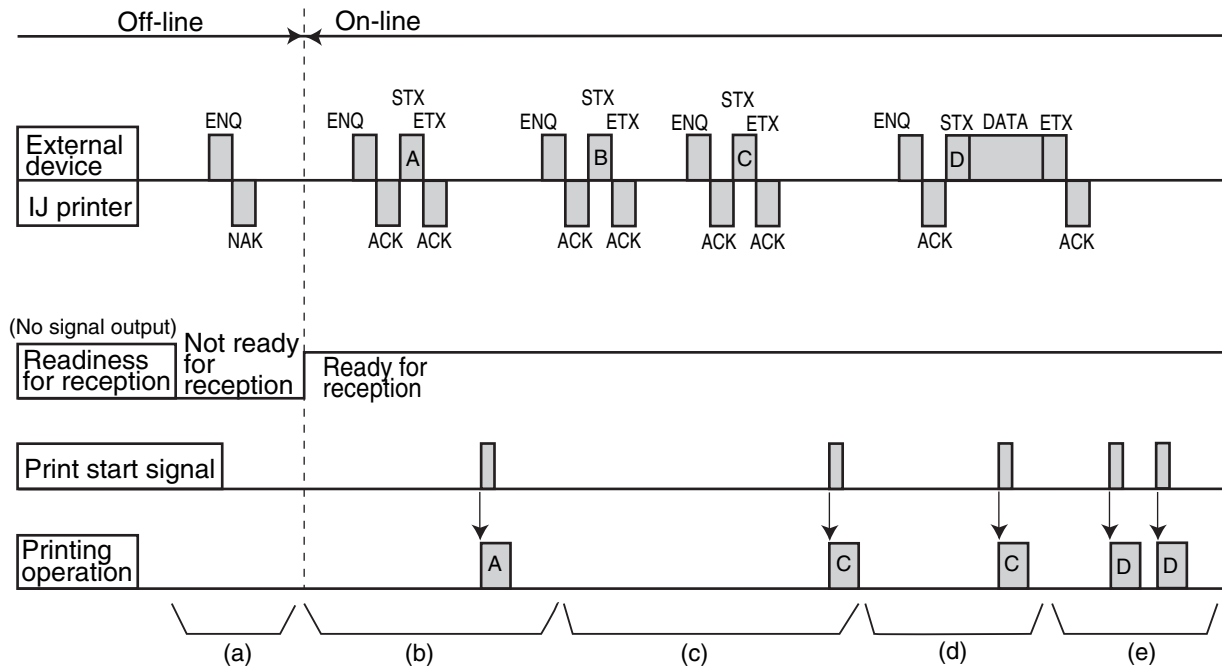 Off-line
On-line
STX
STX
STX
ENQ
ENQ
ETX
ENQ
ETX
ENQ
ETX
ENQ
STX
DATA
ETX
External
device
A
B
C
D
IJ printer
NAK
ACK
ACK
ACK
ACK
ACK
ACK
ACK
ACK
(No signal output)
Readiness
for reception
Not ready
for
reception
Ready for
reception
Print start signal
Printing
operation
A
C
C
D
D
(a)
(b)
(c)
(d)
(e)